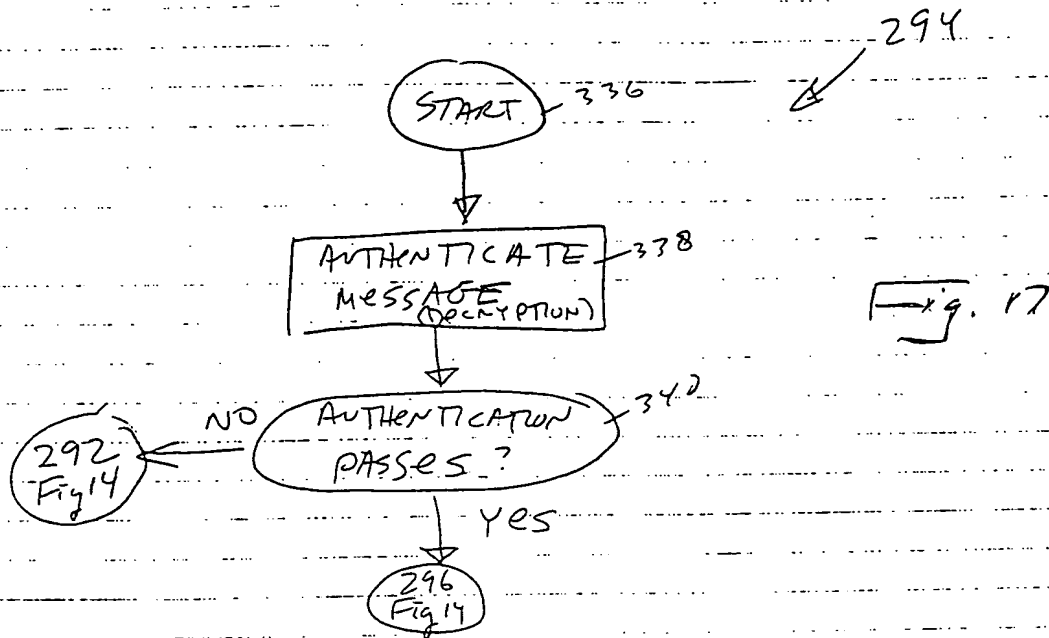 294
START 336
AUTHENTICATE 338
MESSAGE
(DECRYPTION)
Fig. 17
NO AUTHENTICATION 340
PASSES ?
292
Fig 14
Yes
296
Fig 14